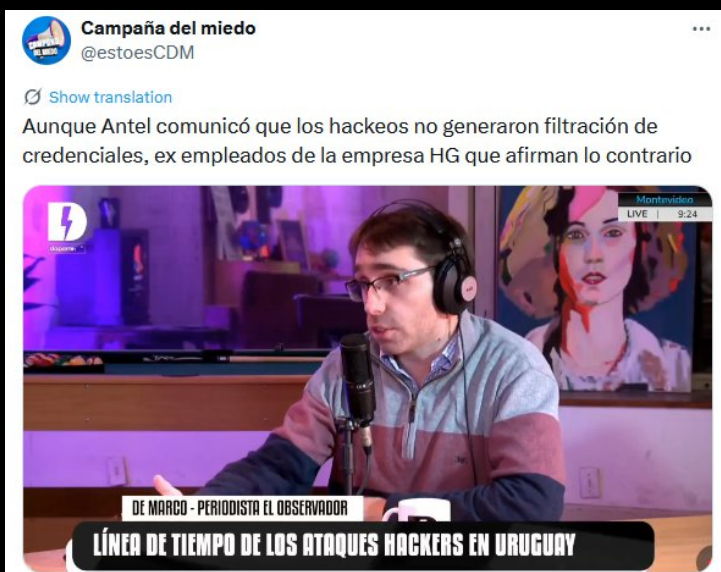 Campaña del miedo
@estoesCDM
Show translation
Aunque Antel comunicó que los hackeos no generaron filtración de
credenciales, ex empleados de la empresa HG que afirman lo contrario
Montevideo
LIVE | 9:24
DE MARCO - PERIODISTA EL OBSERVADOR
LÍNEA DE TIEMPO DE LOS ATAQUES HACKERS EN URUGUAY